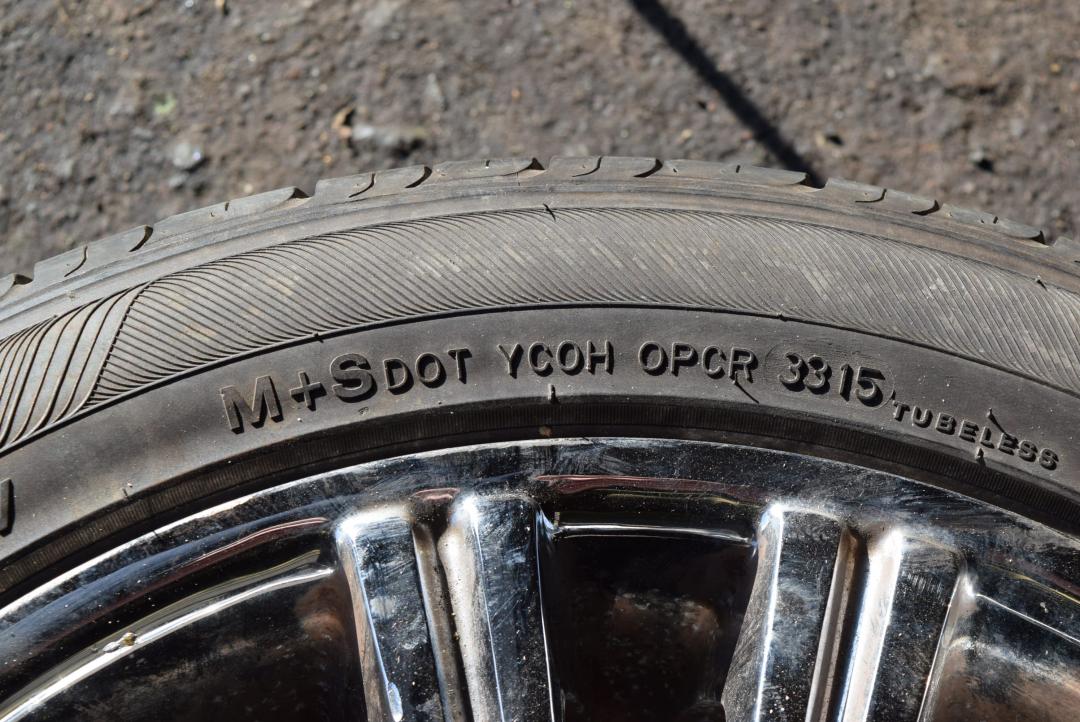 M+S DOT YCOH OPCR 3315 TUBELESS